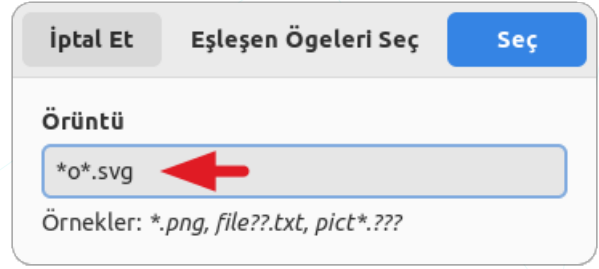 İptal Et Eşleşen Ögeleri Seç Seç
Örüntü
*o*.svg
Örnekler: *.png, file??.txt, pict*.???